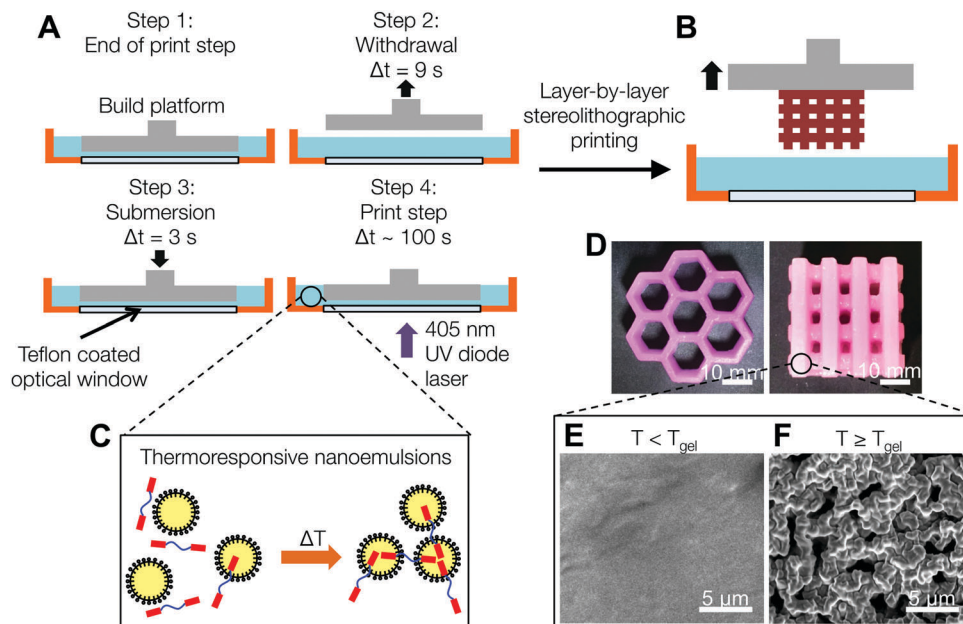 A
Step 1:
End of print step
Build platform
Step 2:
Withdrawal
Δt = 9 s
Step 3:
Submersion
Δt = 3 s
Step 4:
Print step
Δt ~ 100 s
Teflon coated
optical window
405 nm
UV diode
laser
Layer-by-layer
stereolithographic
printing
B
C
Thermoresponsive nanoemulsions
ΔT
D
10 mm
10 mm
E
T < Tgel
5 μm
F
T ≥ Tgel
5 μm